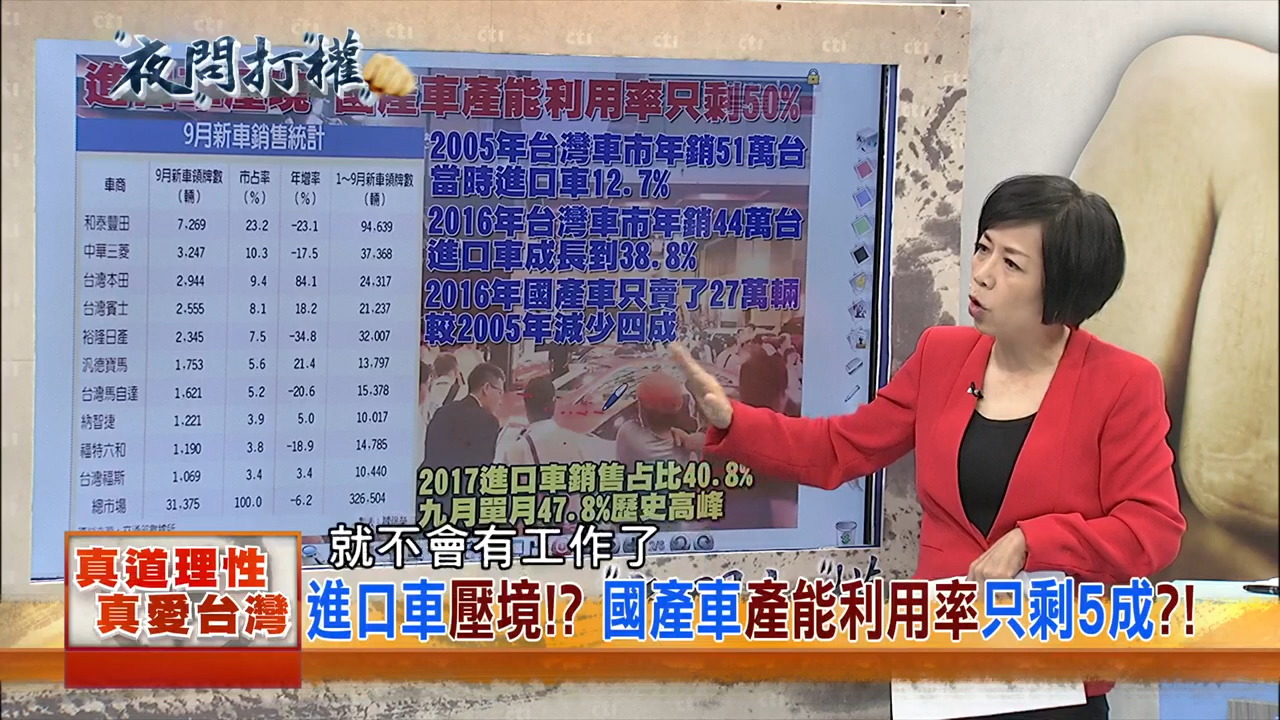 "夜問打"權
進口車壓境 國產車產能利用率只剩50%
9月新車銷售統計
車商 9月新車領牌數(輛) 市占率(%) 年增率(%) 1~9月新車領牌數(輛)
和泰豐田 7,269 23.2 -23.1 94,639
中華三菱 3,247 10.3 -17.5 37,368
台灣本田 2,944 9.4 84.1 24,317
台灣賓士 2,555 8.1 18.2 21,237
裕隆日產 2,345 7.5 -34.8 32,007
汎德寶馬 1,753 5.6 21.4 13,797
台灣馬自達 1,621 5.2 -20.6 15,378
納智捷 1,221 3.9 5.0 10,017
福特六和 1,190 3.8 -18.9 14,785
台灣福斯 1,069 3.4 3.4 10,440
總市場 31,375 100.0 -6.2 326,504
2005年台灣車市年銷51萬台
當時進口車12.7%
2016年台灣車市年銷44萬台
進口車成長到38.8%
2016年國產車只賣了27萬輛
較2005年減少四成
2017進口車銷售占比40.8%
九月單月47.8%歷史高峰
就不會有工作了
真道理性
真愛台灣
進口車壓境!? 國產車產能利用率只剩5成?!